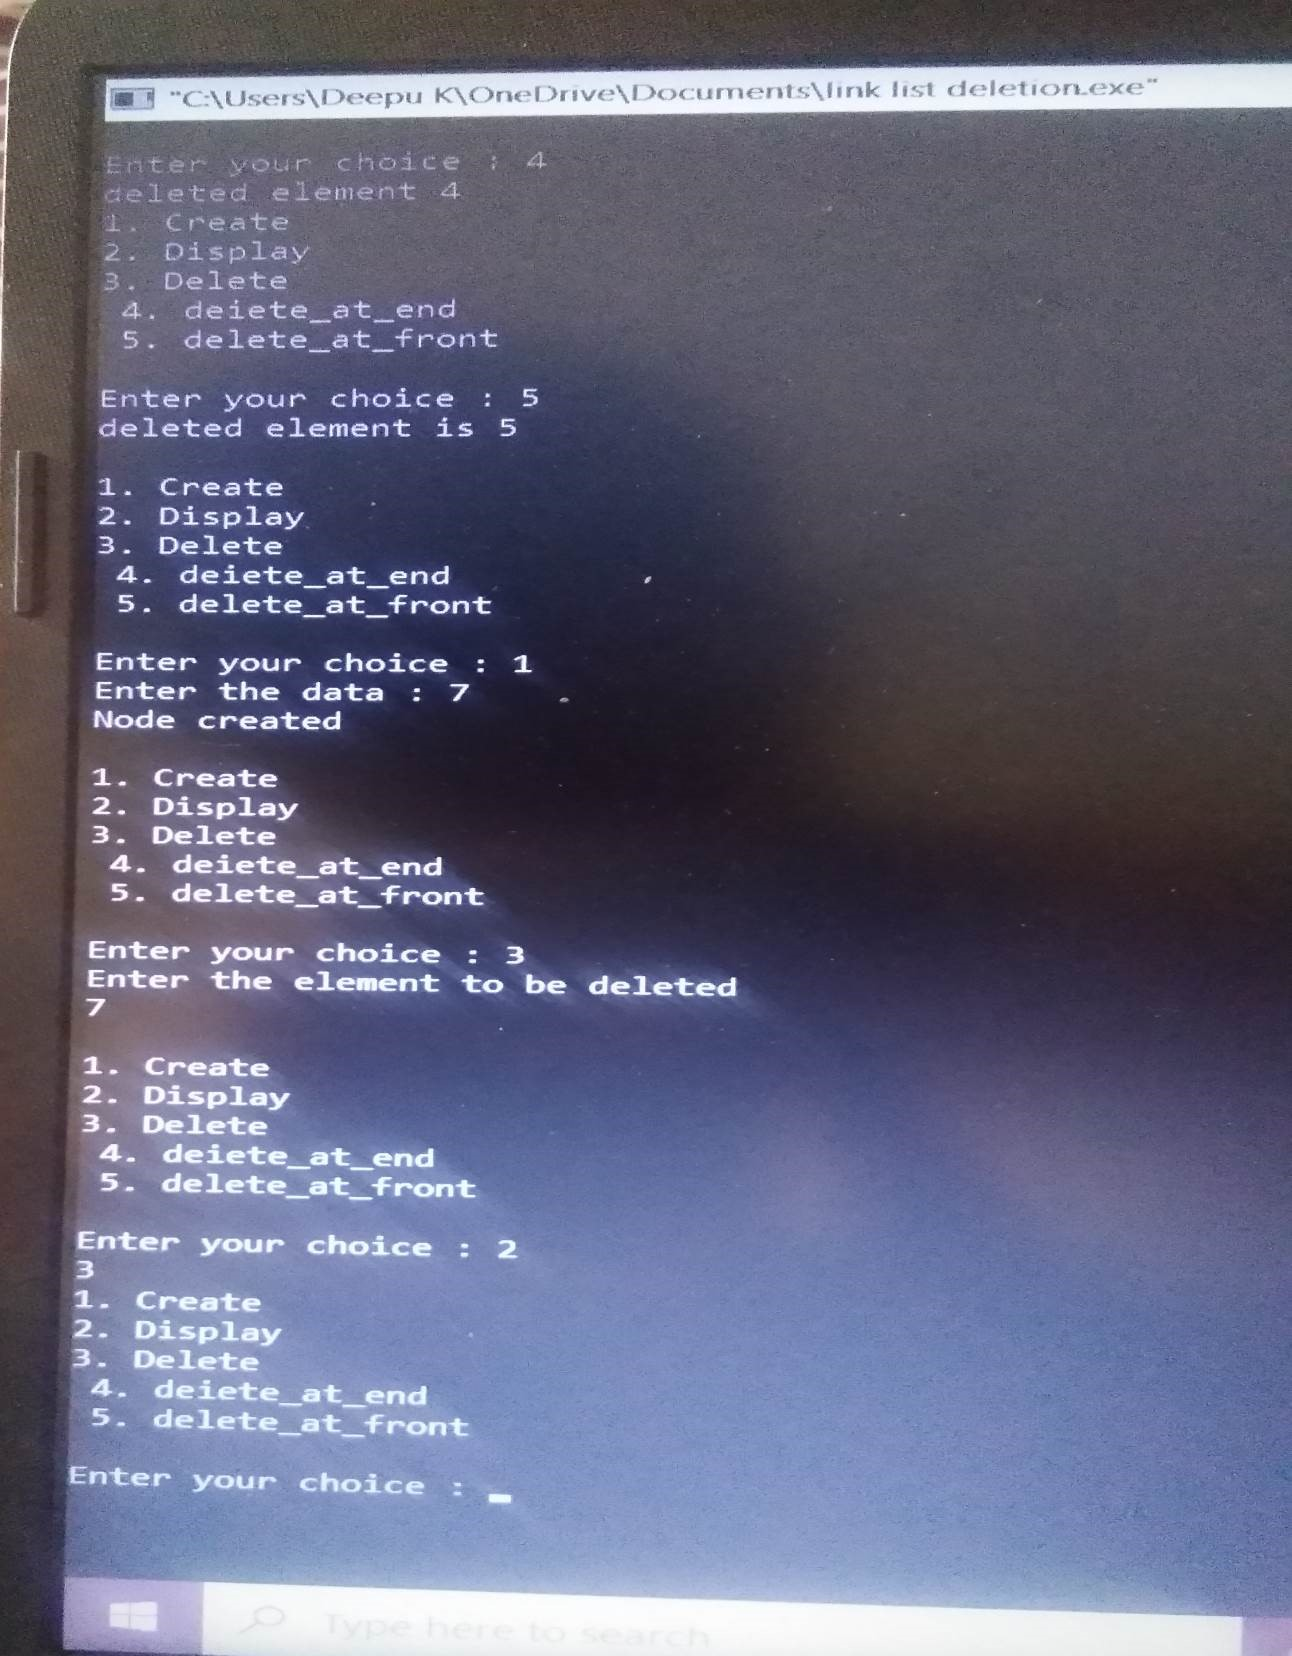 "C:\Users\Deepu K\OneDrive\Documents\link list deletion.exe"
Enter your choice : 4
deleted element 4
1. Create
2. Display
3. Delete
4. deiete_at_end
5. delete_at_front
Enter your choice : 5
deleted element is 5
1. Create
2. Display
3. Delete
4. deiete_at_end
5. delete_at_front
Enter your choice : 1
Enter the data : 7
Node created
1. Create
2. Display
3. Delete
4. deiete_at_end
5. delete_at_front
Enter your choice : 3
Enter the element to be deleted
7
1. Create
2. Display
3. Delete
4. deiete_at_end
5. delete_at_front
Enter your choice : 2
3
1. Create
2. Display
3. Delete
4. deiete_at_end
5. delete_at_front
Enter your choice :
Type here to search